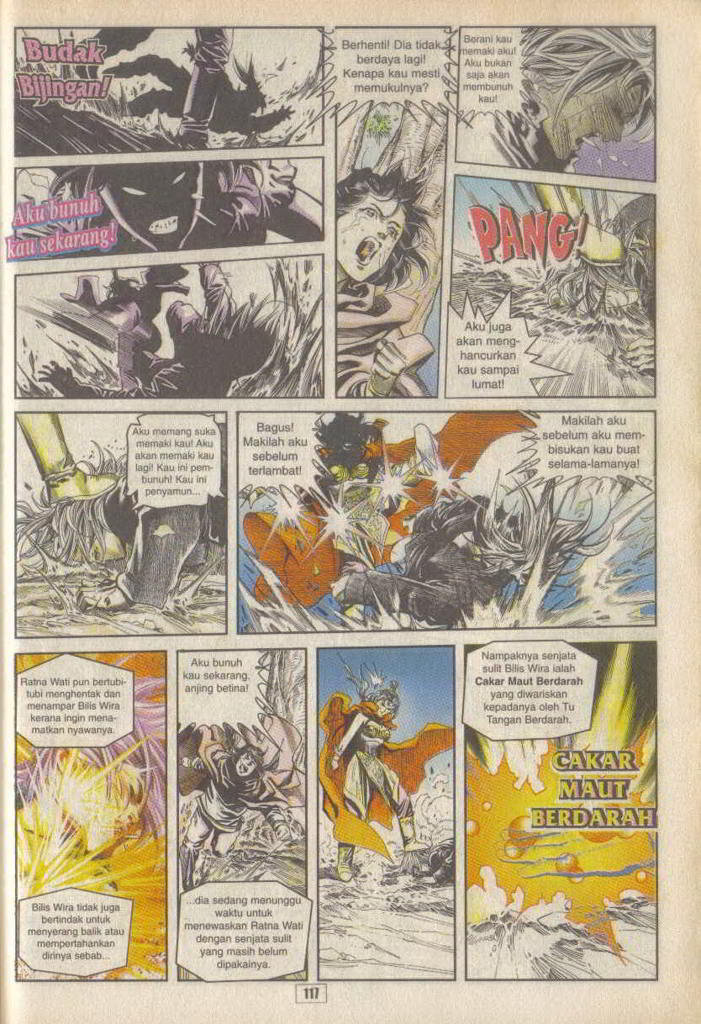 Budak
Bijingan!
Aku bunuh
kau sekarang!
Berhenti! Dia tidak
berdaya lagi!
Kenapa kau mesti
memukulnya?
Berani kau
memaki aku!
Aku bukan
saja akan
membunuh
kau!
PANG!
Aku juga
akan meng-
hancurkan
kau sampai
lumat!
Aku memang suka
memaki kau! Aku
akan memaki kau
lagi! Kau ini pem-
bunuh! Kau ini
penyamun...
Bagus!
Makilah aku
sebelum
terlambat!
Makilah aku
sebelum aku mem-
bisukan kau buat
selama-lamanya!
Ratna Wati pun bertubi-
tubi menghentak dan
menampar Bilis Wira
kerana ingin mena-
matkan nyawanya.
Bilis Wira tidak juga
bertindak untuk
menyerang balik atau
mempertahankan
dirinya sebab...
Aku bunuh
kau sekarang,
anjing betina!
...dia sedang menunggu
waktu untuk
menewaskan Ratna Wati
dengan senjata sulit
yang masih belum
dipakainya.
Nampaknya senjata
sulit Bilis Wira ialah
Cakar Maut Berdarah
yang diwariskan
kepadanya oleh Tu
Tangan Berdarah.
CAKAR
MAUT
BERDARAH
117